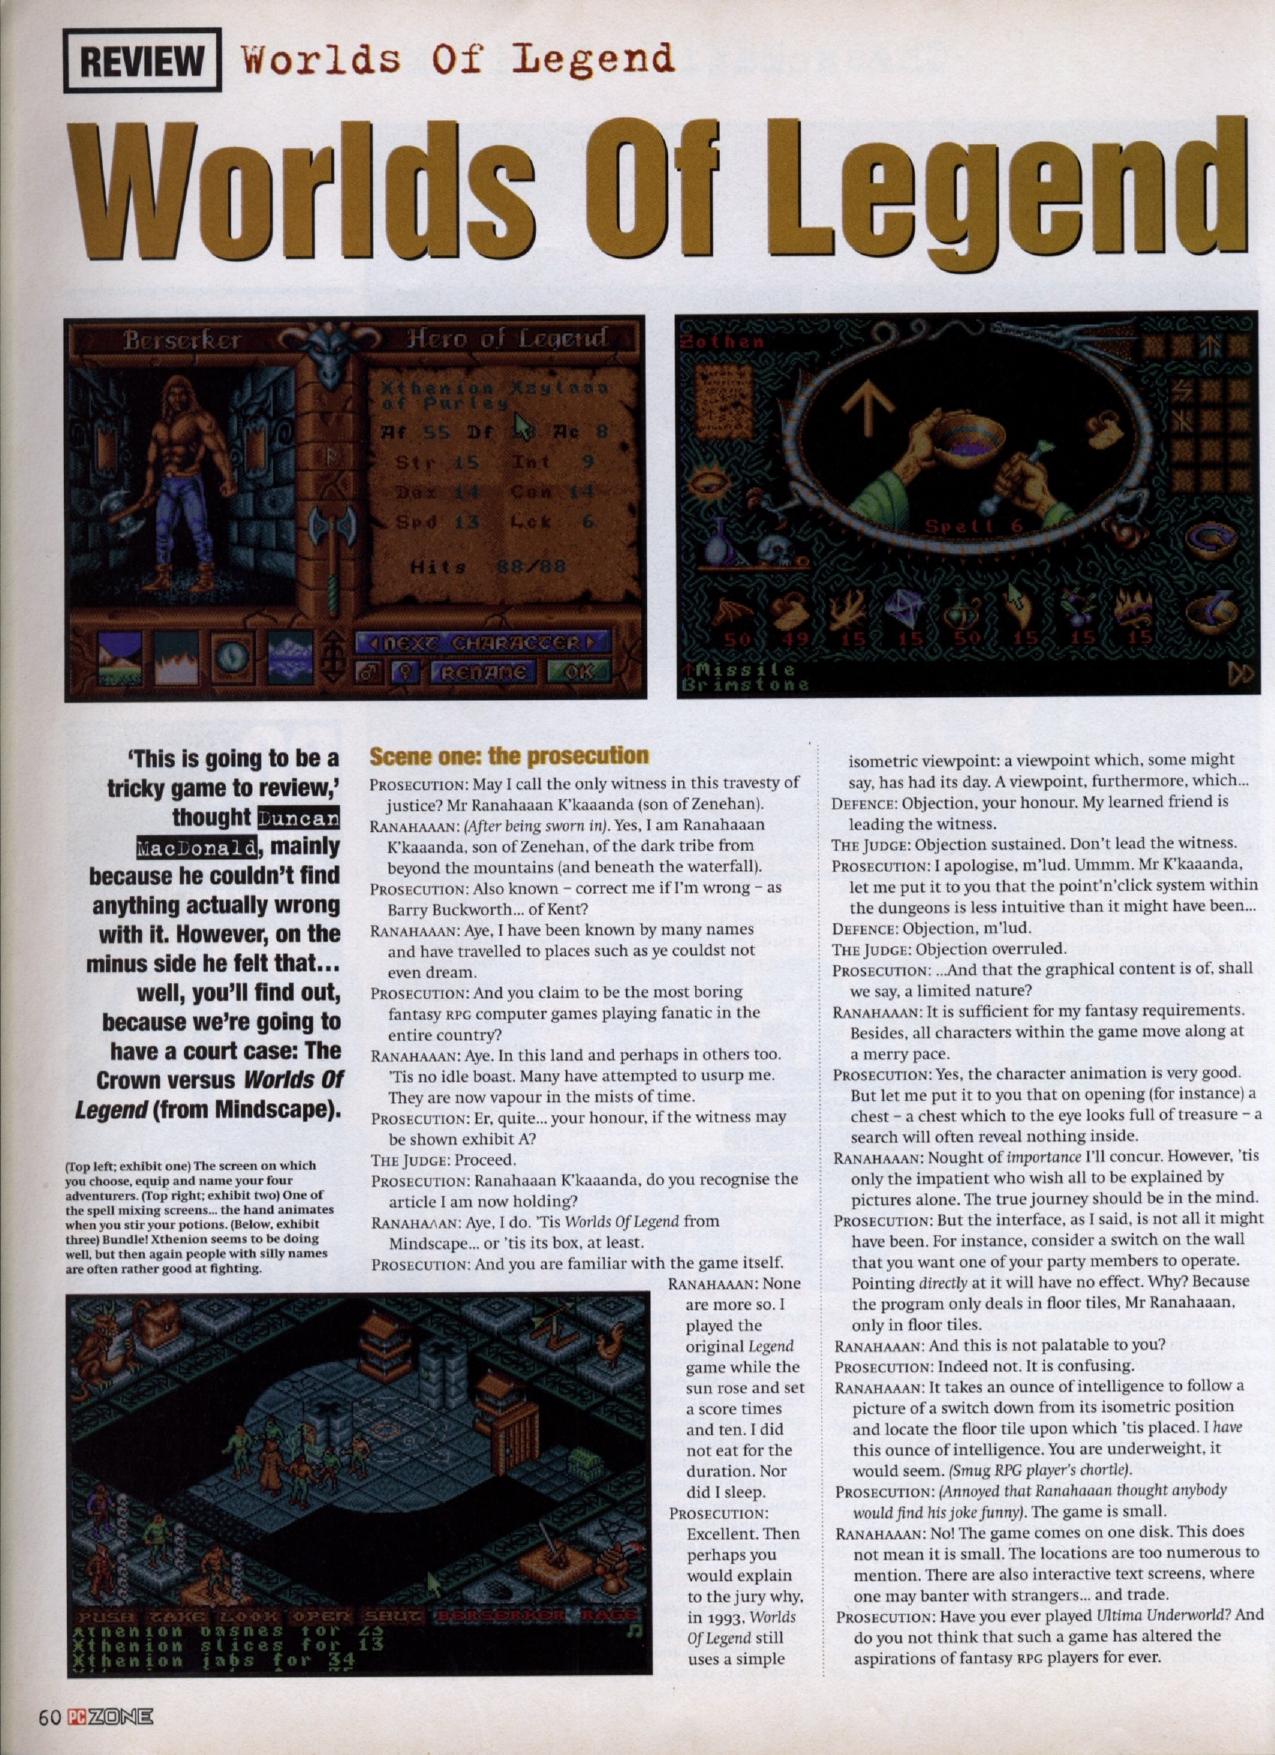 REVIEW Worlds Of Legend
Worlds Of Legend
Berserker
Hero of Legend
Xthenion Xzylaaa
of Purley
Af 55 Df 28 Ac 8
Str 15 Int 9
Dex 14 Con 14
Spd 13 Lck 6
Hits 88/88
NEXT CHARACTER
RENAME OK
Zothen
Spell 6
50 49 15 15 50 15 15 15
Missile
Brimstone
‘This is going to be a
tricky game to review,’
thought Duncan
MacDonald, mainly
because he couldn’t find
anything actually wrong
with it. However, on the
minus side he felt that...
well, you’ll find out,
because we’re going to
have a court case: The
Crown versus Worlds Of
Legend (from Mindscape).
(Top left; exhibit one) The screen on which
you choose, equip and name your four
adventurers. (Top right; exhibit two) One of
the spell mixing screens... the hand animates
when you stir your potions. (Below, exhibit
three) Bundle! Xthenion seems to be doing
well, but then again people with silly names
are often rather good at fighting.
PUSH TAKE LOOK OPEN SHUT BERSERKER RAGE
Xthenion bashes for 23
Xthenion slices for 13
Xthenion jabs for 34
Scene one: the prosecution
PROSECUTION: May I call the only witness in this travesty of
justice? Mr Ranahaaan K’kaaanda (son of Zenehan).
RANAHAAAN: (After being sworn in). Yes, I am Ranahaaan
K’kaaanda, son of Zenehan, of the dark tribe from
beyond the mountains (and beneath the waterfall).
PROSECUTION: Also known – correct me if I’m wrong – as
Barry Buckworth... of Kent?
RANAHAAAN: Aye, I have been known by many names
and have travelled to places such as ye couldst not
even dream.
PROSECUTION: And you claim to be the most boring
fantasy RPG computer games playing fanatic in the
entire country?
RANAHAAAN: Aye. In this land and perhaps in others too.
’Tis no idle boast. Many have attempted to usurp me.
They are now vapour in the mists of time.
PROSECUTION: Er, quite... your honour, if the witness may
be shown exhibit A?
THE JUDGE: Proceed.
PROSECUTION: Ranahaaan K’kaaanda, do you recognise the
article I am now holding?
RANAHAAAN: Aye, I do. ’Tis Worlds Of Legend from
Mindscape... or ’tis its box, at least.
PROSECUTION: And you are familiar with the game itself.
RANAHAAAN: None
are more so. I
played the
original Legend
game while the
sun rose and set
a score times
and ten. I did
not eat for the
duration. Nor
did I sleep.
PROSECUTION:
Excellent. Then
perhaps you
would explain
to the jury why,
in 1993, Worlds
Of Legend still
uses a simple
isometric viewpoint: a viewpoint which, some might
say, has had its day. A viewpoint, furthermore, which...
DEFENCE: Objection, your honour. My learned friend is
leading the witness.
THE JUDGE: Objection sustained. Don’t lead the witness.
PROSECUTION: I apologise, m’lud. Ummm. Mr K’kaaanda,
let me put it to you that the point’n’click system within
the dungeons is less intuitive than it might have been...
DEFENCE: Objection, m’lud.
THE JUDGE: Objection overruled.
PROSECUTION: ...And that the graphical content is of, shall
we say, a limited nature?
RANAHAAAN: It is sufficient for my fantasy requirements.
Besides, all characters within the game move along at
a merry pace.
PROSECUTION: Yes, the character animation is very good.
But let me put it to you that on opening (for instance) a
chest – a chest which to the eye looks full of treasure – a
search will often reveal nothing inside.
RANAHAAAN: Nought of importance I’ll concur. However, ’tis
only the impatient who wish all to be explained by
pictures alone. The true journey should be in the mind.
PROSECUTION: But the interface, as I said, is not all it might
have been. For instance, consider a switch on the wall
that you want one of your party members to operate.
Pointing directly at it will have no effect. Why? Because
the program only deals in floor tiles, Mr Ranahaaan,
only in floor tiles.
RANAHAAAN: And this is not palatable to you?
PROSECUTION: Indeed not. It is confusing.
RANAHAAAN: It takes an ounce of intelligence to follow a
picture of a switch down from its isometric position
and locate the floor tile upon which ’tis placed. I have
this ounce of intelligence. You are underweight, it
would seem. (Smug RPG player’s chortle).
PROSECUTION: (Annoyed that Ranahaaan thought anybody
would find his joke funny). The game is small.
RANAHAAAN: No! The game comes on one disk. This does
not mean it is small. The locations are too numerous to
mention. There are also interactive text screens, where
one may banter with strangers... and trade.
PROSECUTION: Have you ever played Ultima Underworld? And
do you not think that such a game has altered the
aspirations of fantasy RPG players for ever.
60 PC ZONE